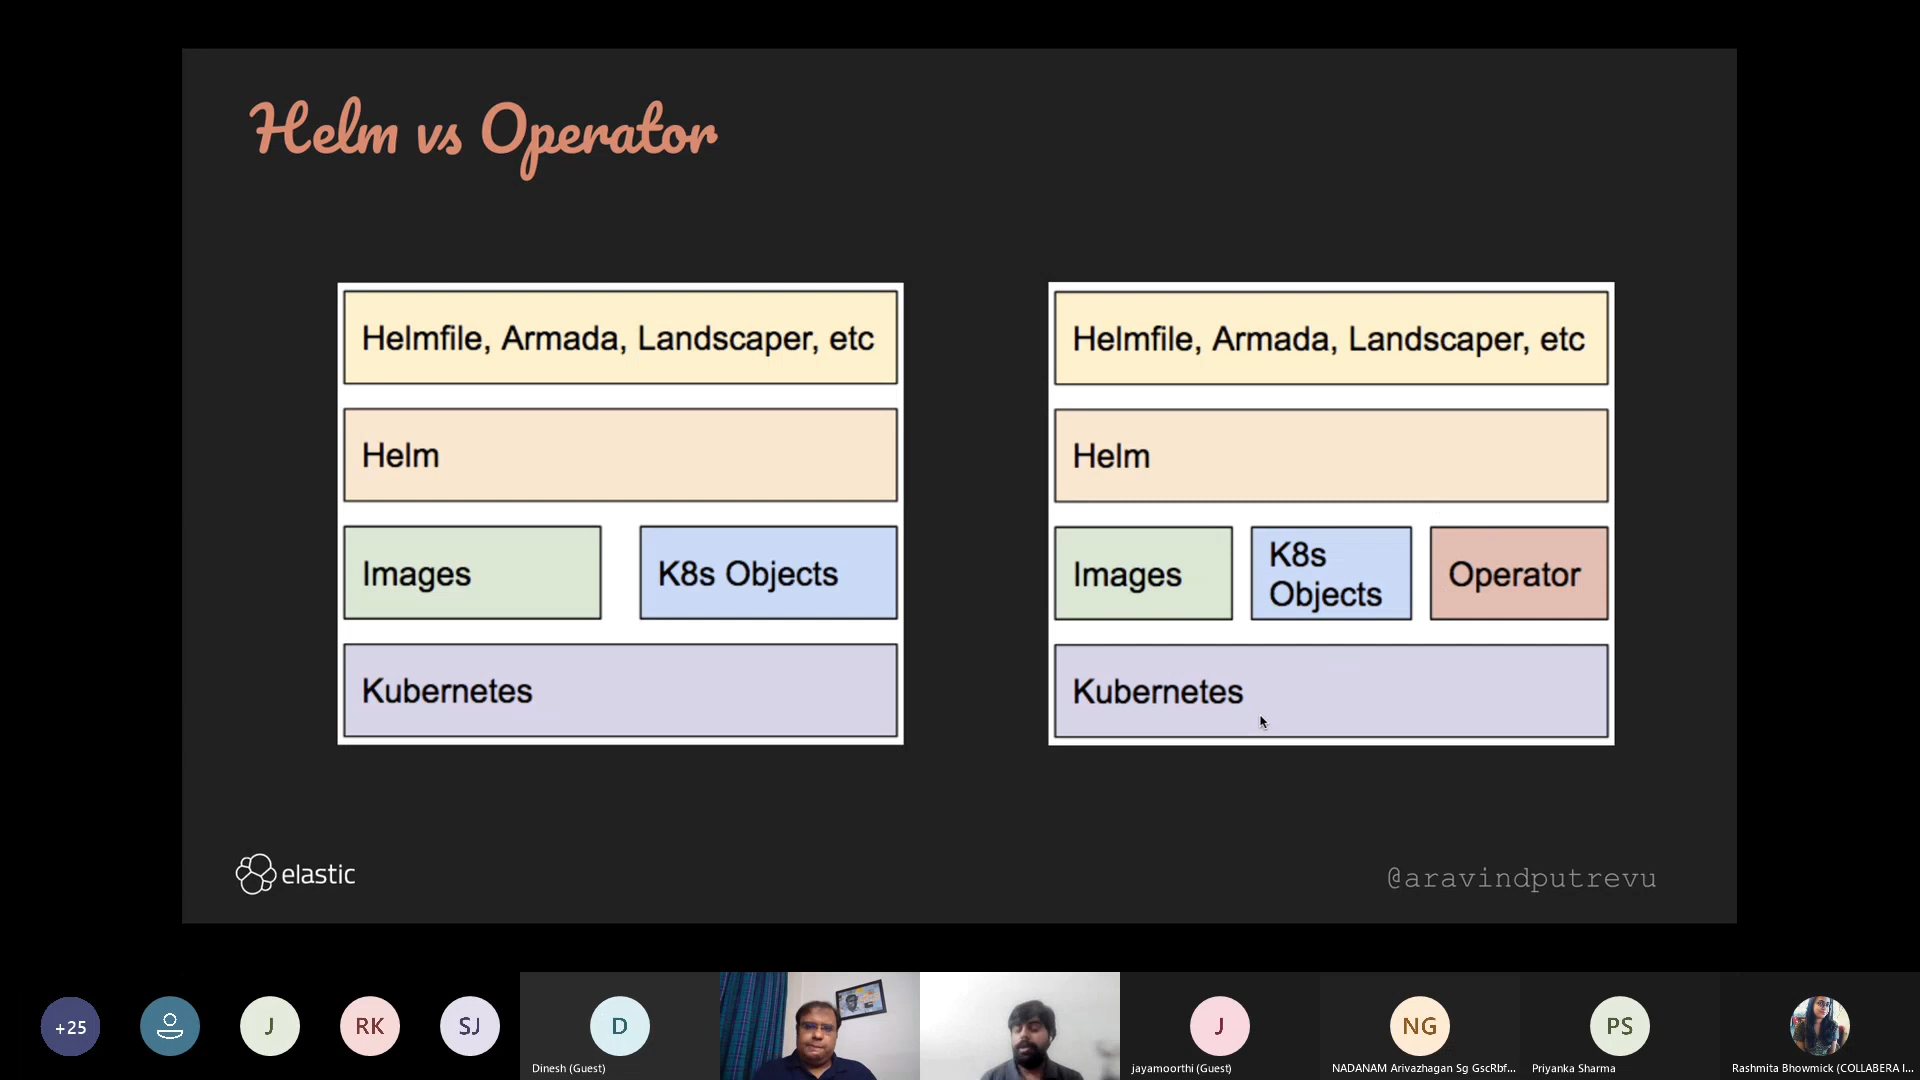 Helm vs Operator
Helmfile, Armada, Landscaper, etc
Helm
Images
K8s Objects
Kubernetes
Helmfile, Armada, Landscaper, etc
Helm
Images
K8s
Objects
Operator
Kubernetes
elastic
@aravindputrevu
+25
J
RK
SJ
D
Dinesh (Guest)
J
jayamoorthi (Guest)
NG
NADANAM Arivazhagan Sg GscRbf...
PS
Priyanka Sharma
Rashmita Bhowmick (COLLABERA I...